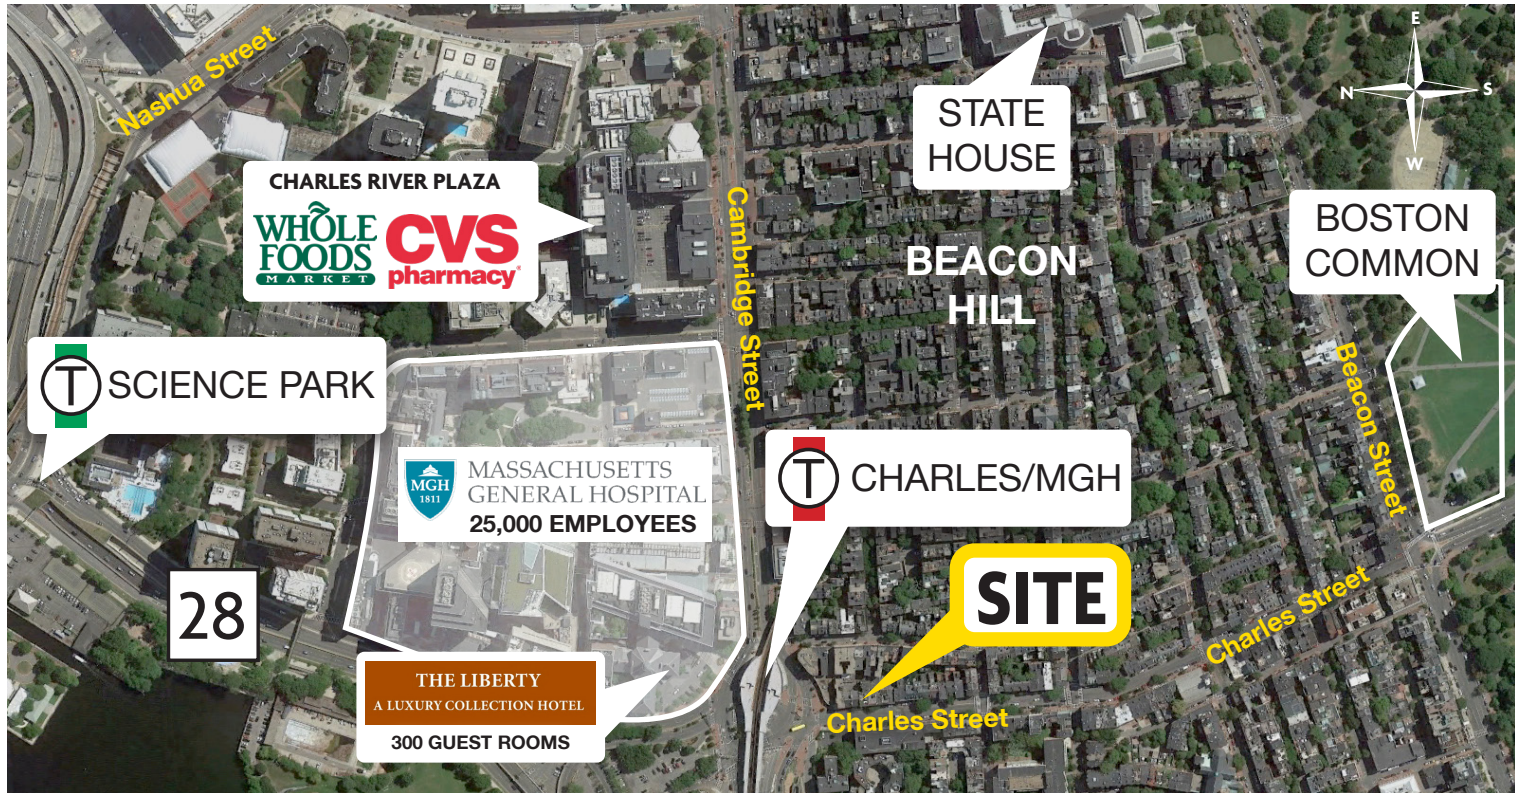 Nashua Street
E
N
S
W
STATE
HOUSE
CHARLES RIVER PLAZA
WHOLE
FOODS
MARKET
CVS
pharmacy
Cambridge Street
BEACON
HILL
BOSTON
COMMON
T SCIENCE PARK
Beacon Street
MGH
1811
MASSACHUSETTS
GENERAL HOSPITAL
25,000 EMPLOYEES
T CHARLES/MGH
SITE
28
Charles Street
THE LIBERTY
A LUXURY COLLECTION HOTEL
300 GUEST ROOMS
Charles Street